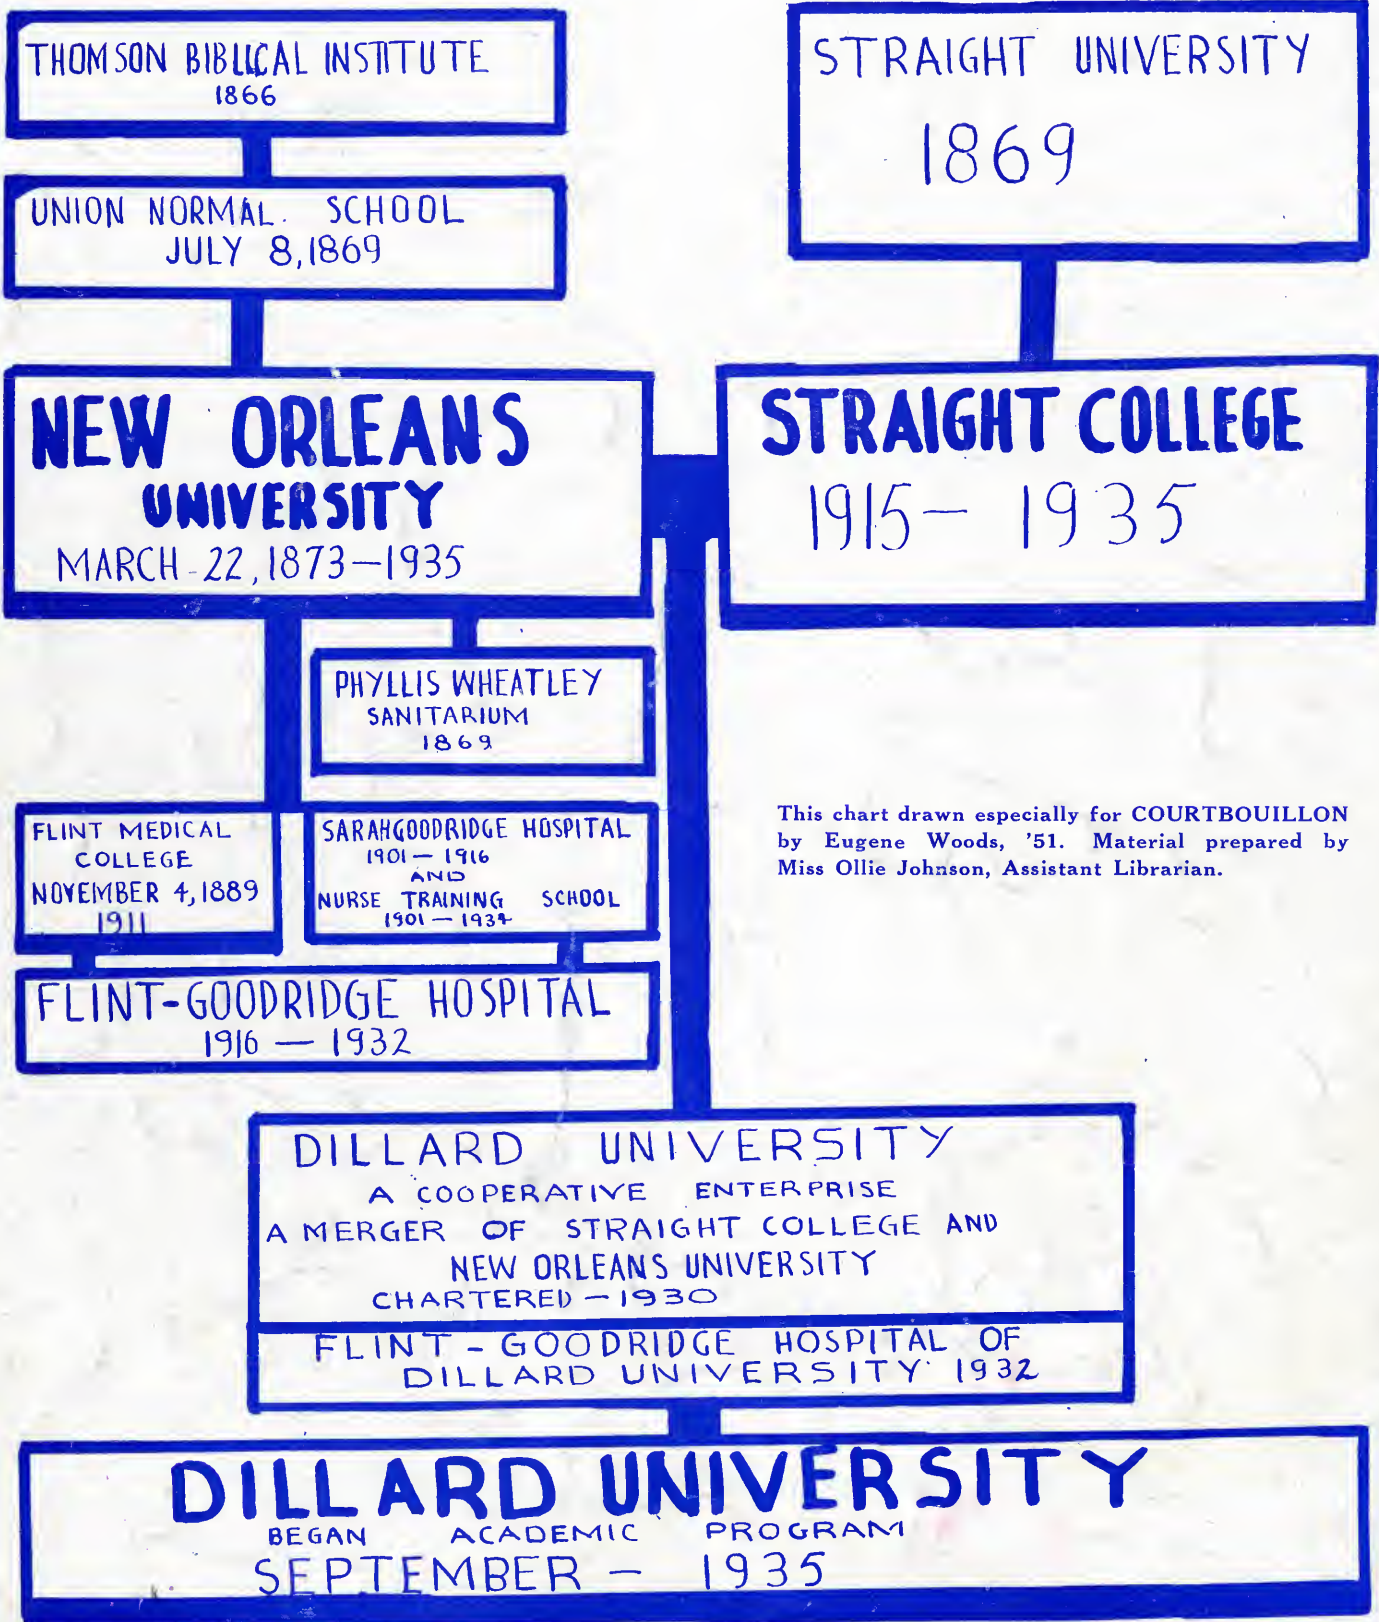 THOMSON BIBLICAL INSTITUTE
1866
UNION NORMAL. SCHOOL
JULY 8, 1869
STRAIGHT UNIVERSITY
1869
NEW ORLEANS
UNIVERSITY
MARCH-22, 1873-1935
STRAIGHT COLLEGE
1915- 1935
PHYLLIS WHEATLEY
SANITARIUM
1869
FLINT MEDICAL
COLLEGE
NOVEMBER 4, 1889
1911
SARAH GOODRIDGE HOSPITAL
1901 - 1916
AND
NURSE TRAINING SCHOOL
1901 - 1934
FLINT-GOODRIDGE HOSPITAL
1916 - 1932
This chart drawn especially for COURTBOUILLON
by Eugene Woods, '51. Material prepared by
Miss Ollie Johnson, Assistant Librarian.
DILLARD UNIVERSITY
A COOPERATIVE ENTERPRISE
A MERGER OF STRAIGHT COLLEGE AND
NEW ORLEANS UNIVERSITY
CHARTERED - 1930
FLINT - GOODRIDGE HOSPITAL OF
DILLARD UNIVERSITY 1932
DILLARD UNIVERSITY
BEGAN ACADEMIC PROGRAM
SEPTEMBER - 1935